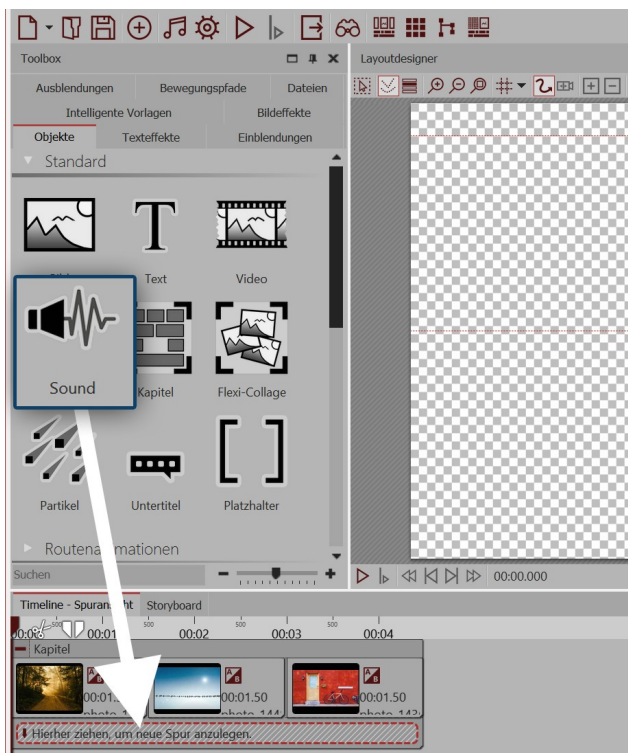 Toolbox
Layoutdesigner
Ausblendungen Bewegungspfade Dateien
Intelligente Vorlagen Bildeffekte
Objekte Texteffekte Einblendungen
Standard
T
Text Video
Sound Kapitel Flexi-Collage
Partikel Untertitel Platzhalter
Suchen
00:00.000
Timeline - Storyboard
500 500 500 500
00:01 00:02 00:03 00:04
Kapitel
A B A B A B
00:01. 00:01.50 00:01.50
Hierher ziehen, um neue Spur anzulegen.